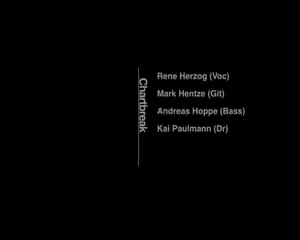 Chartbreak
Rene Herzog (Voc)
Mark Hentze (Git)
Andreas Hoppe (Bass)
Kai Paulmann (Dr)